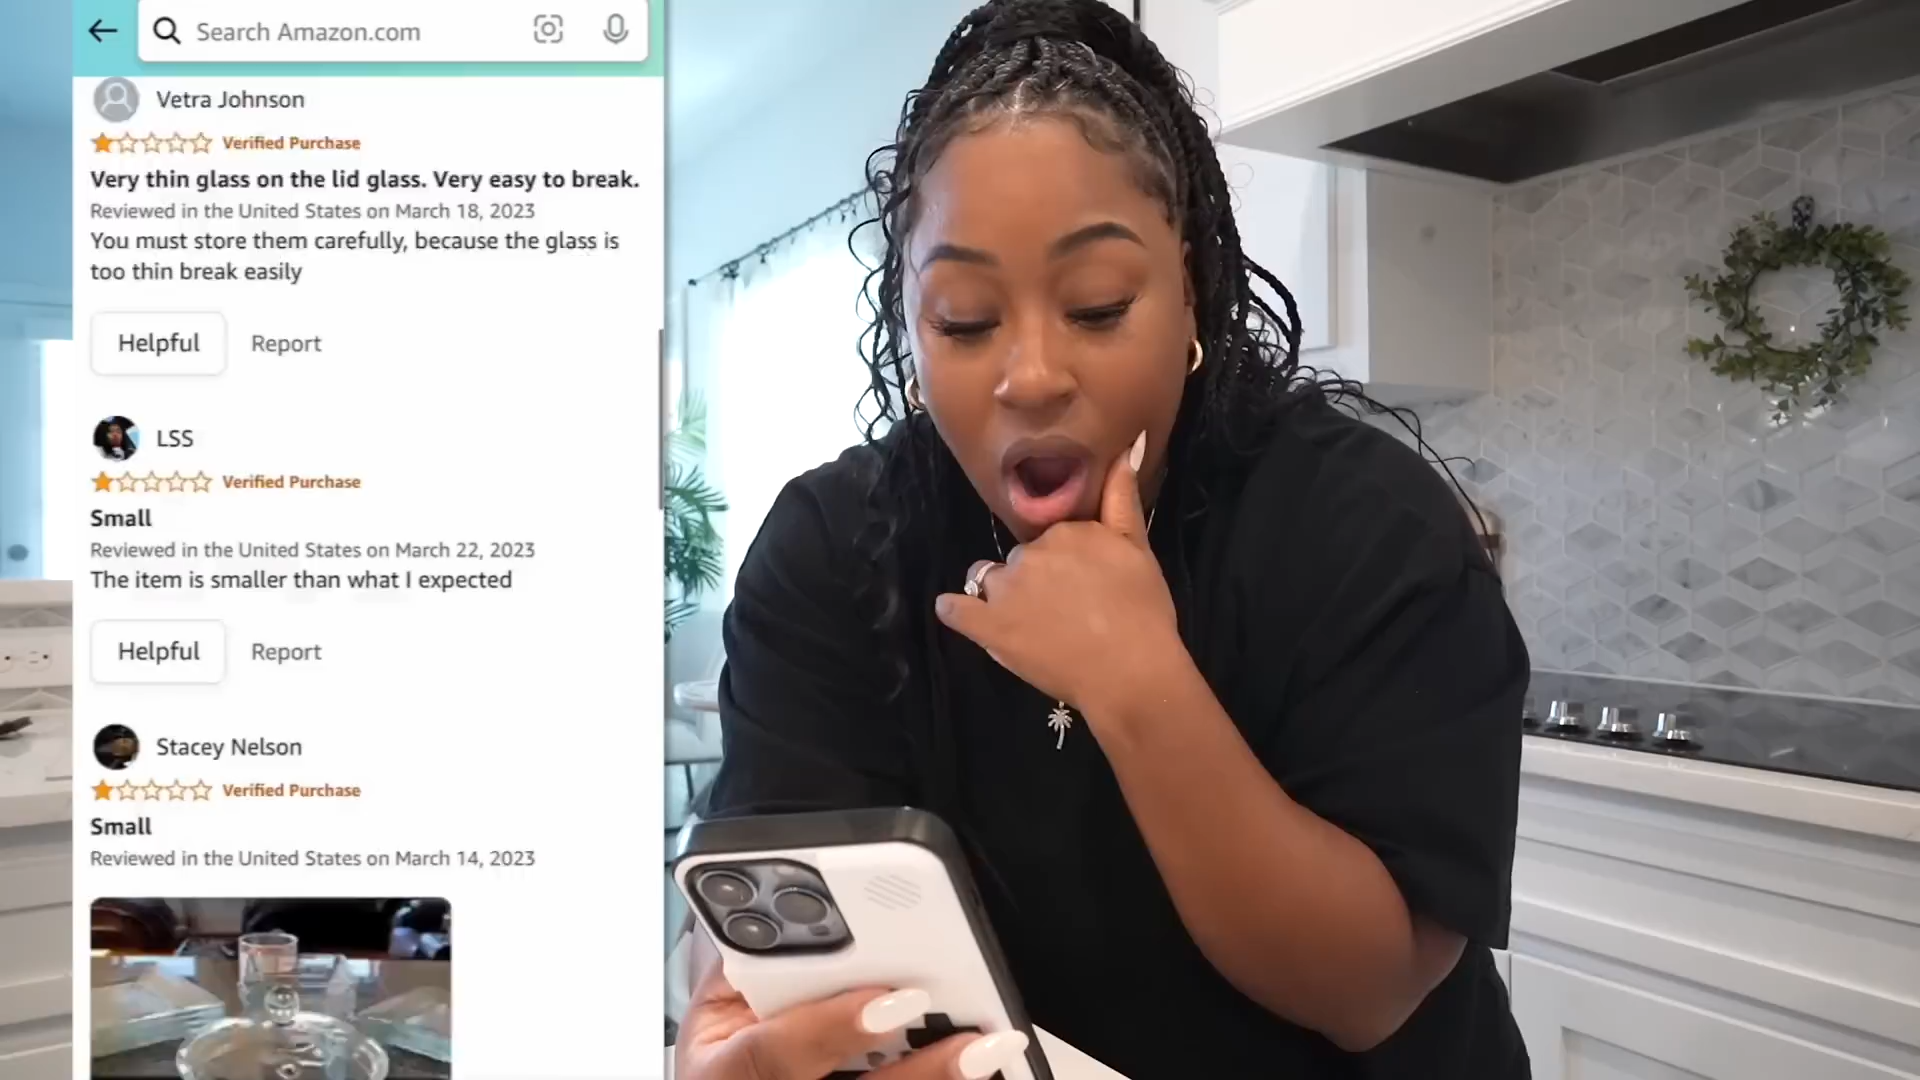 Search Amazon.com
Vetra Johnson
Verified Purchase
Very thin glass on the lid glass. Very easy to break.
Reviewed in the United States on March 18, 2023
You must store them carefully, because the glass is
too thin break easily
Helpful Report
LSS
Verified Purchase
Small
Reviewed in the United States on March 22, 2023
The item is smaller than what I expected
Helpful Report
Stacey Nelson
Verified Purchase
Small
Reviewed in the United States on March 14, 2023